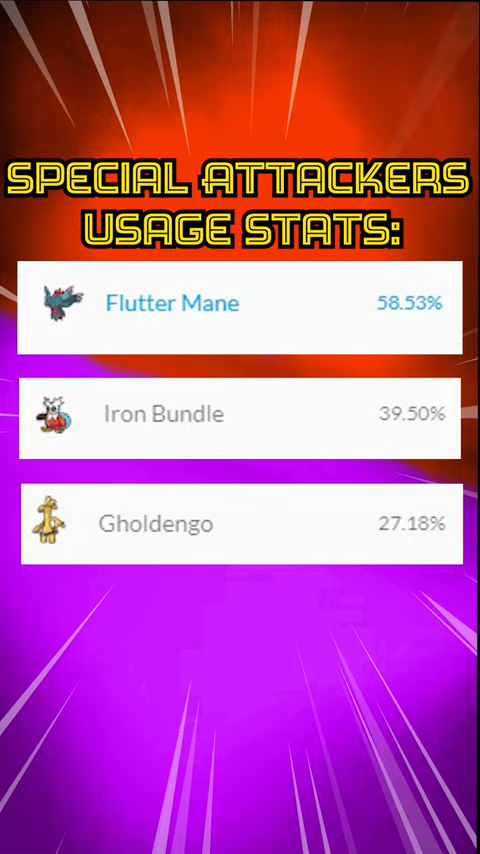 SPECIAL ATTACKERS
USAGE STATS:
Flutter Mane 58.53%
Iron Bundle 39.50%
Gholdengo 27.18%